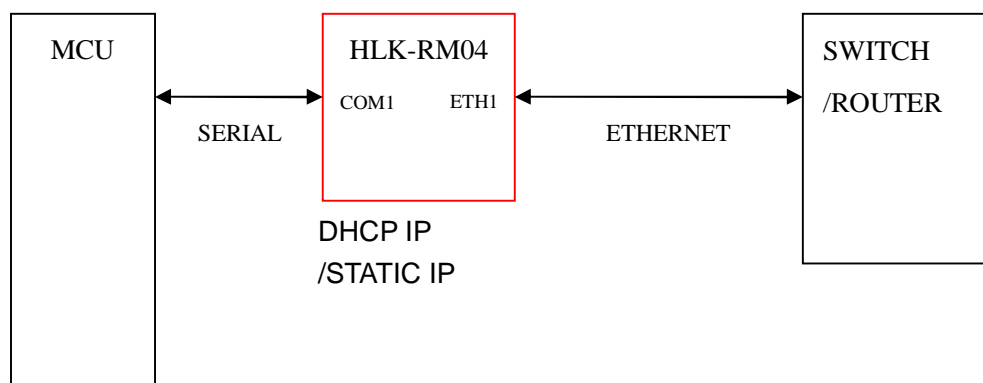 MCU
HLK-RM04
SWITCH
/ROUTER
COM1
ETH1
SERIAL
ETHERNET
DHCP IP
/STATIC IP